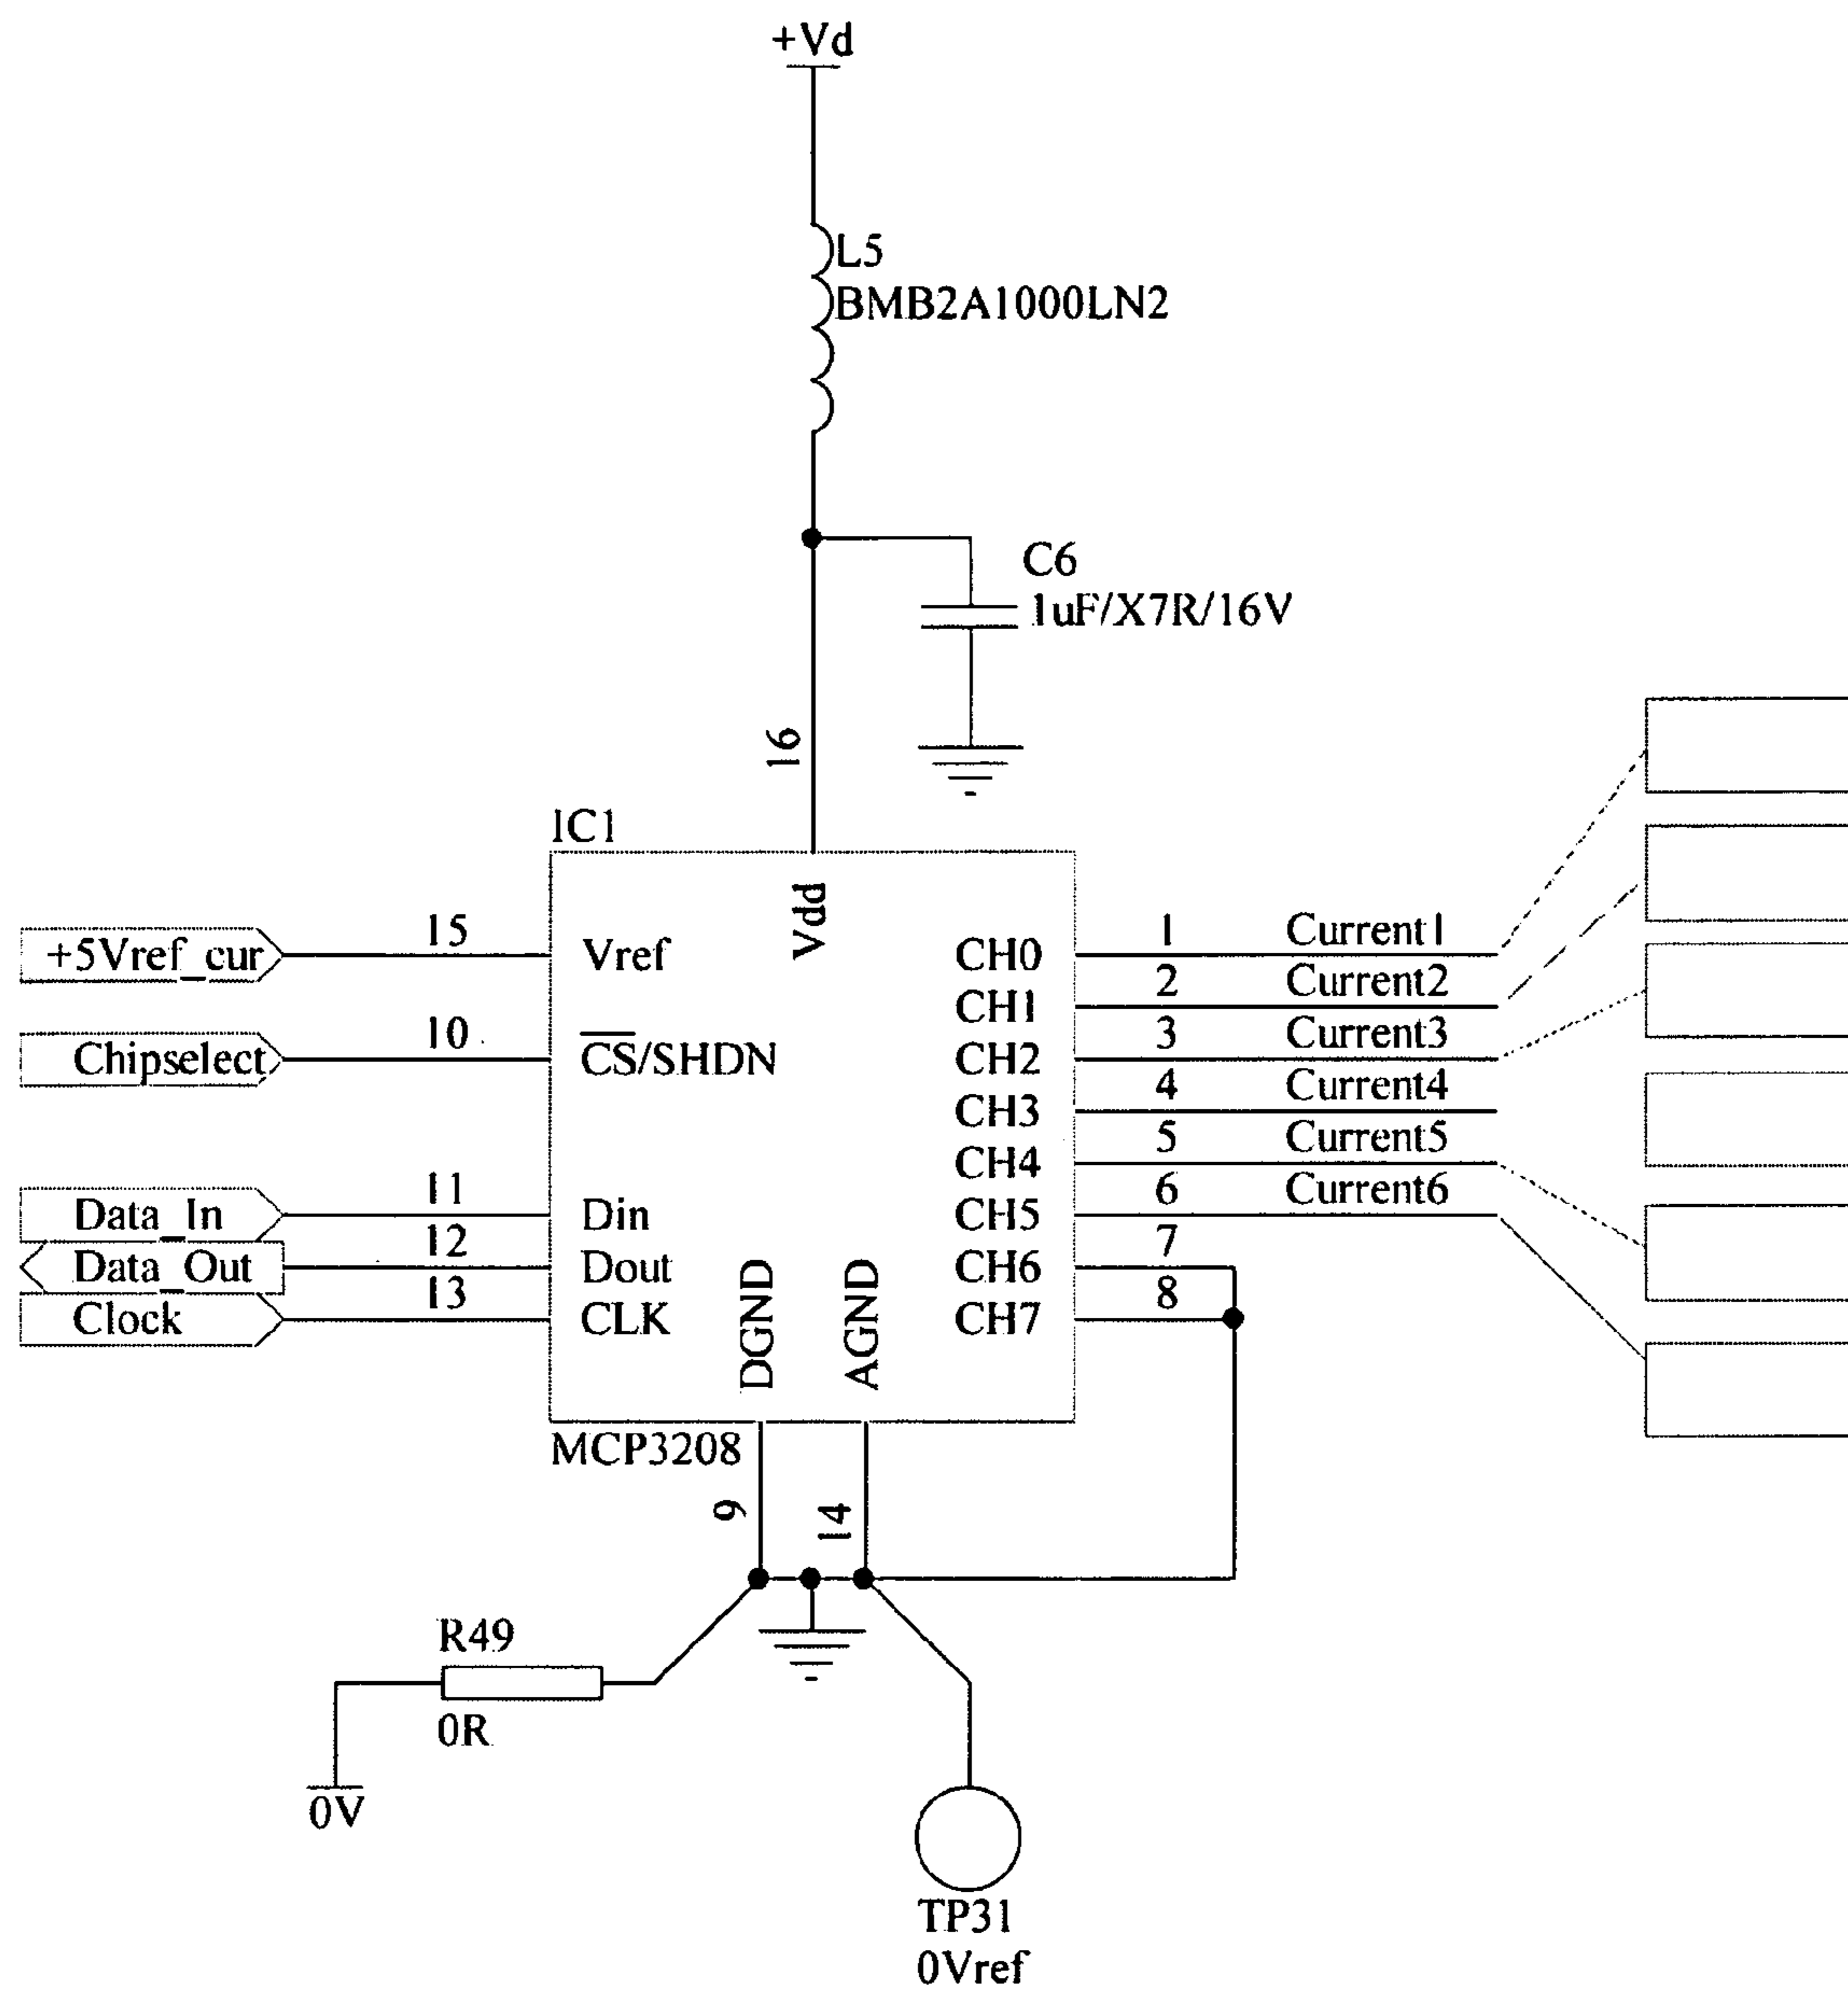 +Vd
L5
BMB2A1000LN2
C6
1uF/X7R/16V
16
IC1
Vdd
+5Vref_cur
15
Vref
CH0
1
Current1
CH1
2
Current2
Chipselect
10
CS/SHDN
CH2
3
Current3
CH3
4
Current4
CH4
5
Current5
Data_In
11
Din
CH5
6
Current6
Data_Out
12
Dout
CH6
7
Clock
13
CLK
CH7
8
DGND
AGND
MCP3208
9
14
R49
0R
0V
TP31
0Vref